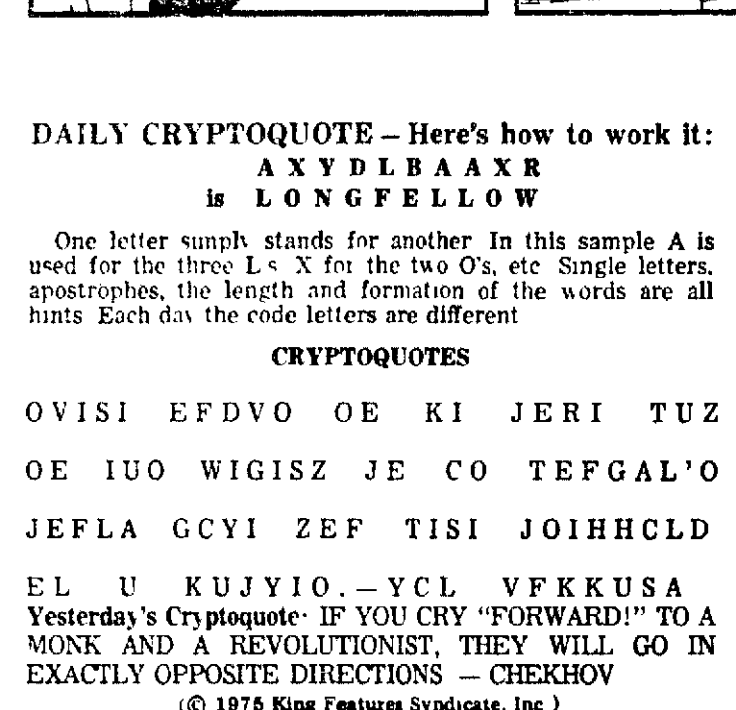 DAILY CRYPTOQUOTE – Here's how to work it:
A X Y D L B A A X R
is L O N G F E L L O W
One letter simply stands for another In this sample A is
used for the three L s X for the two O's, etc Single letters,
apostrophes, the length and formation of the words are all
hints Each day the code letters are different
CRYPTOQUOTES
OVISI EFDVO OE KI JERI TUZ
OE IUO WIGISZ JE CO TEFGAL'O
JEFLA GCYI ZEF TISI JOIHHCLD
EL U KUJYIO.—YCL VFKKUSA
Yesterday's Cryptoquote· IF YOU CRY “FORWARD!” TO A
MONK AND A REVOLUTIONIST, THEY WILL GO IN
EXACTLY OPPOSITE DIRECTIONS — CHEKHOV
(© 1975 King Features Syndicate, Inc )